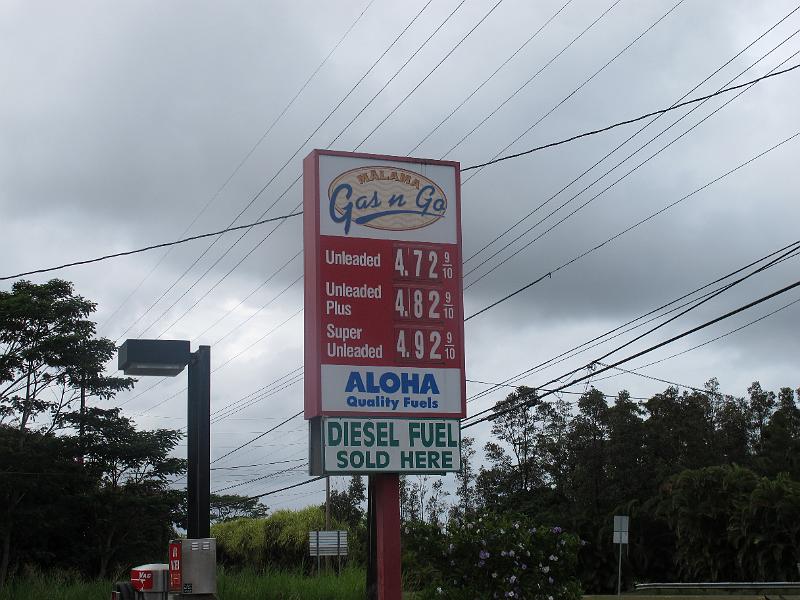 MALAMA
Gas n Go
Unleaded 4.72 9/10
Unleaded Plus 4.82 9/10
Super Unleaded 4.92 9/10
ALOHA
Quality Fuels
DIESEL FUEL
SOLD HERE